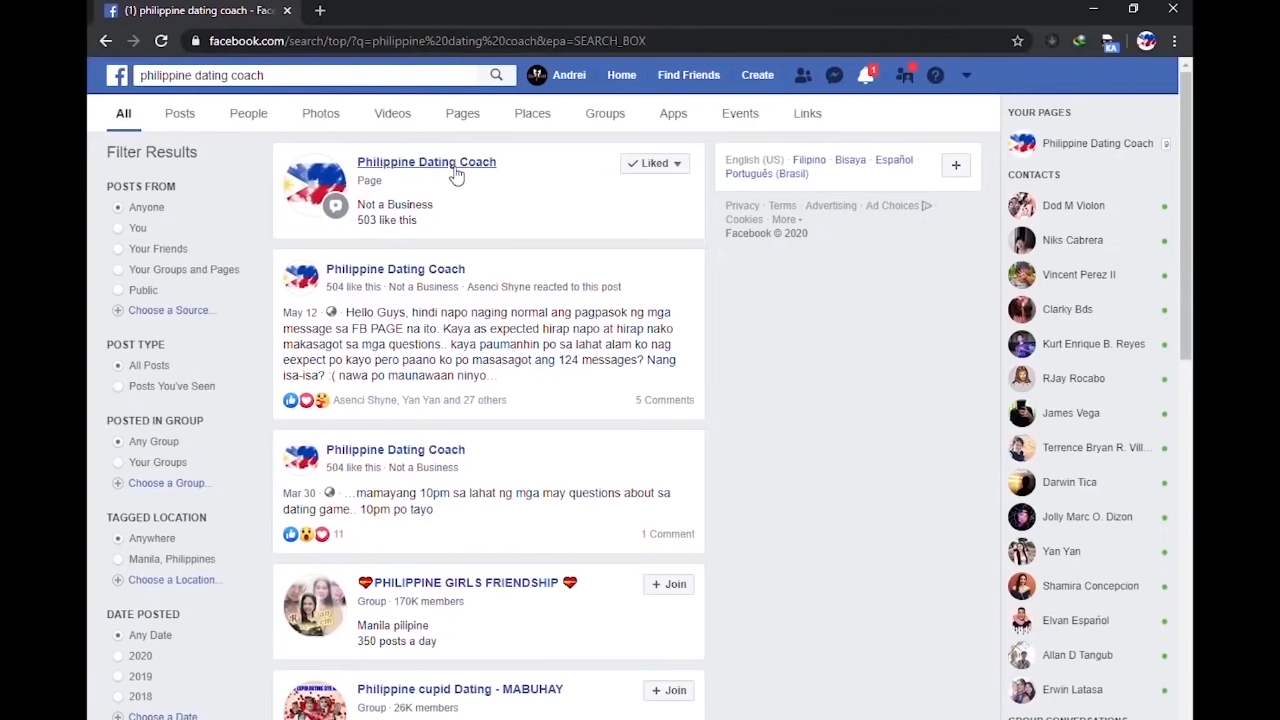 (1) philippine dating coach - Fac
facebook.com/search/top/?q=philippine%20dating%20coach&epa=SEARCH_BOX
KA
philippine dating coach
Andrei
Home
Find Friends
Create
1
All
Posts
People
Photos
Videos
Pages
Places
Groups
Apps
Events
Links
Filter Results
POSTS FROM
Anyone
You
Your Friends
Your Groups and Pages
Public
Choose a Source...
POST TYPE
All Posts
Posts You've Seen
POSTED IN GROUP
Any Group
Your Groups
Choose a Group...
TAGGED LOCATION
Anywhere
Manila, Philippines
Choose a Location...
DATE POSTED
Any Date
2020
2019
2018
Choose a Date
Philippine Dating Coach
Page
Not a Business
503 like this
Liked
Philippine Dating Coach
504 like this · Not a Business · Asenci Shyne reacted to this post
May 12 · Hello Guys, hindi napo naging normal ang pagpasok ng mga
message sa FB PAGE na ito. Kaya as expected hirap napo at hirap nako
makasagot sa mga questions.. kaya paumanhin po sa lahat alam ko nag
eexpect po kayo pero paano ko po masasagot ang 124 messages? Nang
isa-isa? :( nawa po maunawaan ninyo…
Asenci Shyne, Yan Yan and 27 others
5 Comments
Philippine Dating Coach
504 like this · Not a Business
Mar 30 · …mamayang 10pm sa lahat ng mga may questions about sa
dating game.. 10pm po tayo
11
1 Comment
PHILIPPINE GIRLS FRIENDSHIP
Group · 170K members
Manila pilipine
350 posts a day
+ Join
Philippine cupid Dating - MABUHAY
Group · 26K members
+ Join
English (US) · Filipino · Bisaya · Español
Português (Brasil)
Privacy · Terms · Advertising · Ad Choices
Cookies · More
Facebook © 2020
YOUR PAGES
Philippine Dating Coach
9
CONTACTS
Dod M Violon
Niks Cabrera
Vincent Perez II
Clarky Bds
Kurt Enrique B. Reyes
RJay Rocabo
James Vega
Terrence Bryan R. Vill...
Darwin Tica
Jolly Marc O. Dizon
Yan Yan
Shamira Concepcion
Elvan Español
Allan D Tangub
Erwin Latasa